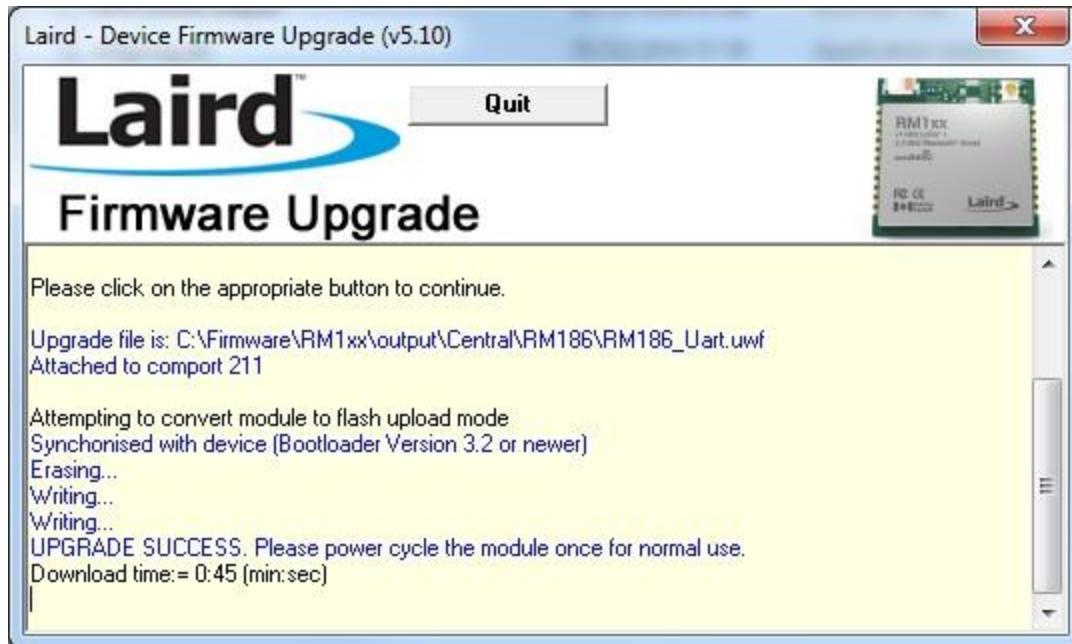 Laird - Device Firmware Upgrade (v5.10)
Laird™
Quit
Firmware Upgrade
RM1xx
FC CE
Laird
Please click on the appropriate button to continue.
Upgrade file is: C:\Firmware\RM1xx\output\Central\RM186\RM186_Uart.uwf
Attached to comport 211
Attempting to convert module to flash upload mode
Synchonised with device (Bootloader Version 3.2 or newer)
Erasing...
Writing...
Writing...
UPGRADE SUCCESS. Please power cycle the module once for normal use.
Download time:= 0:45 (min:sec)